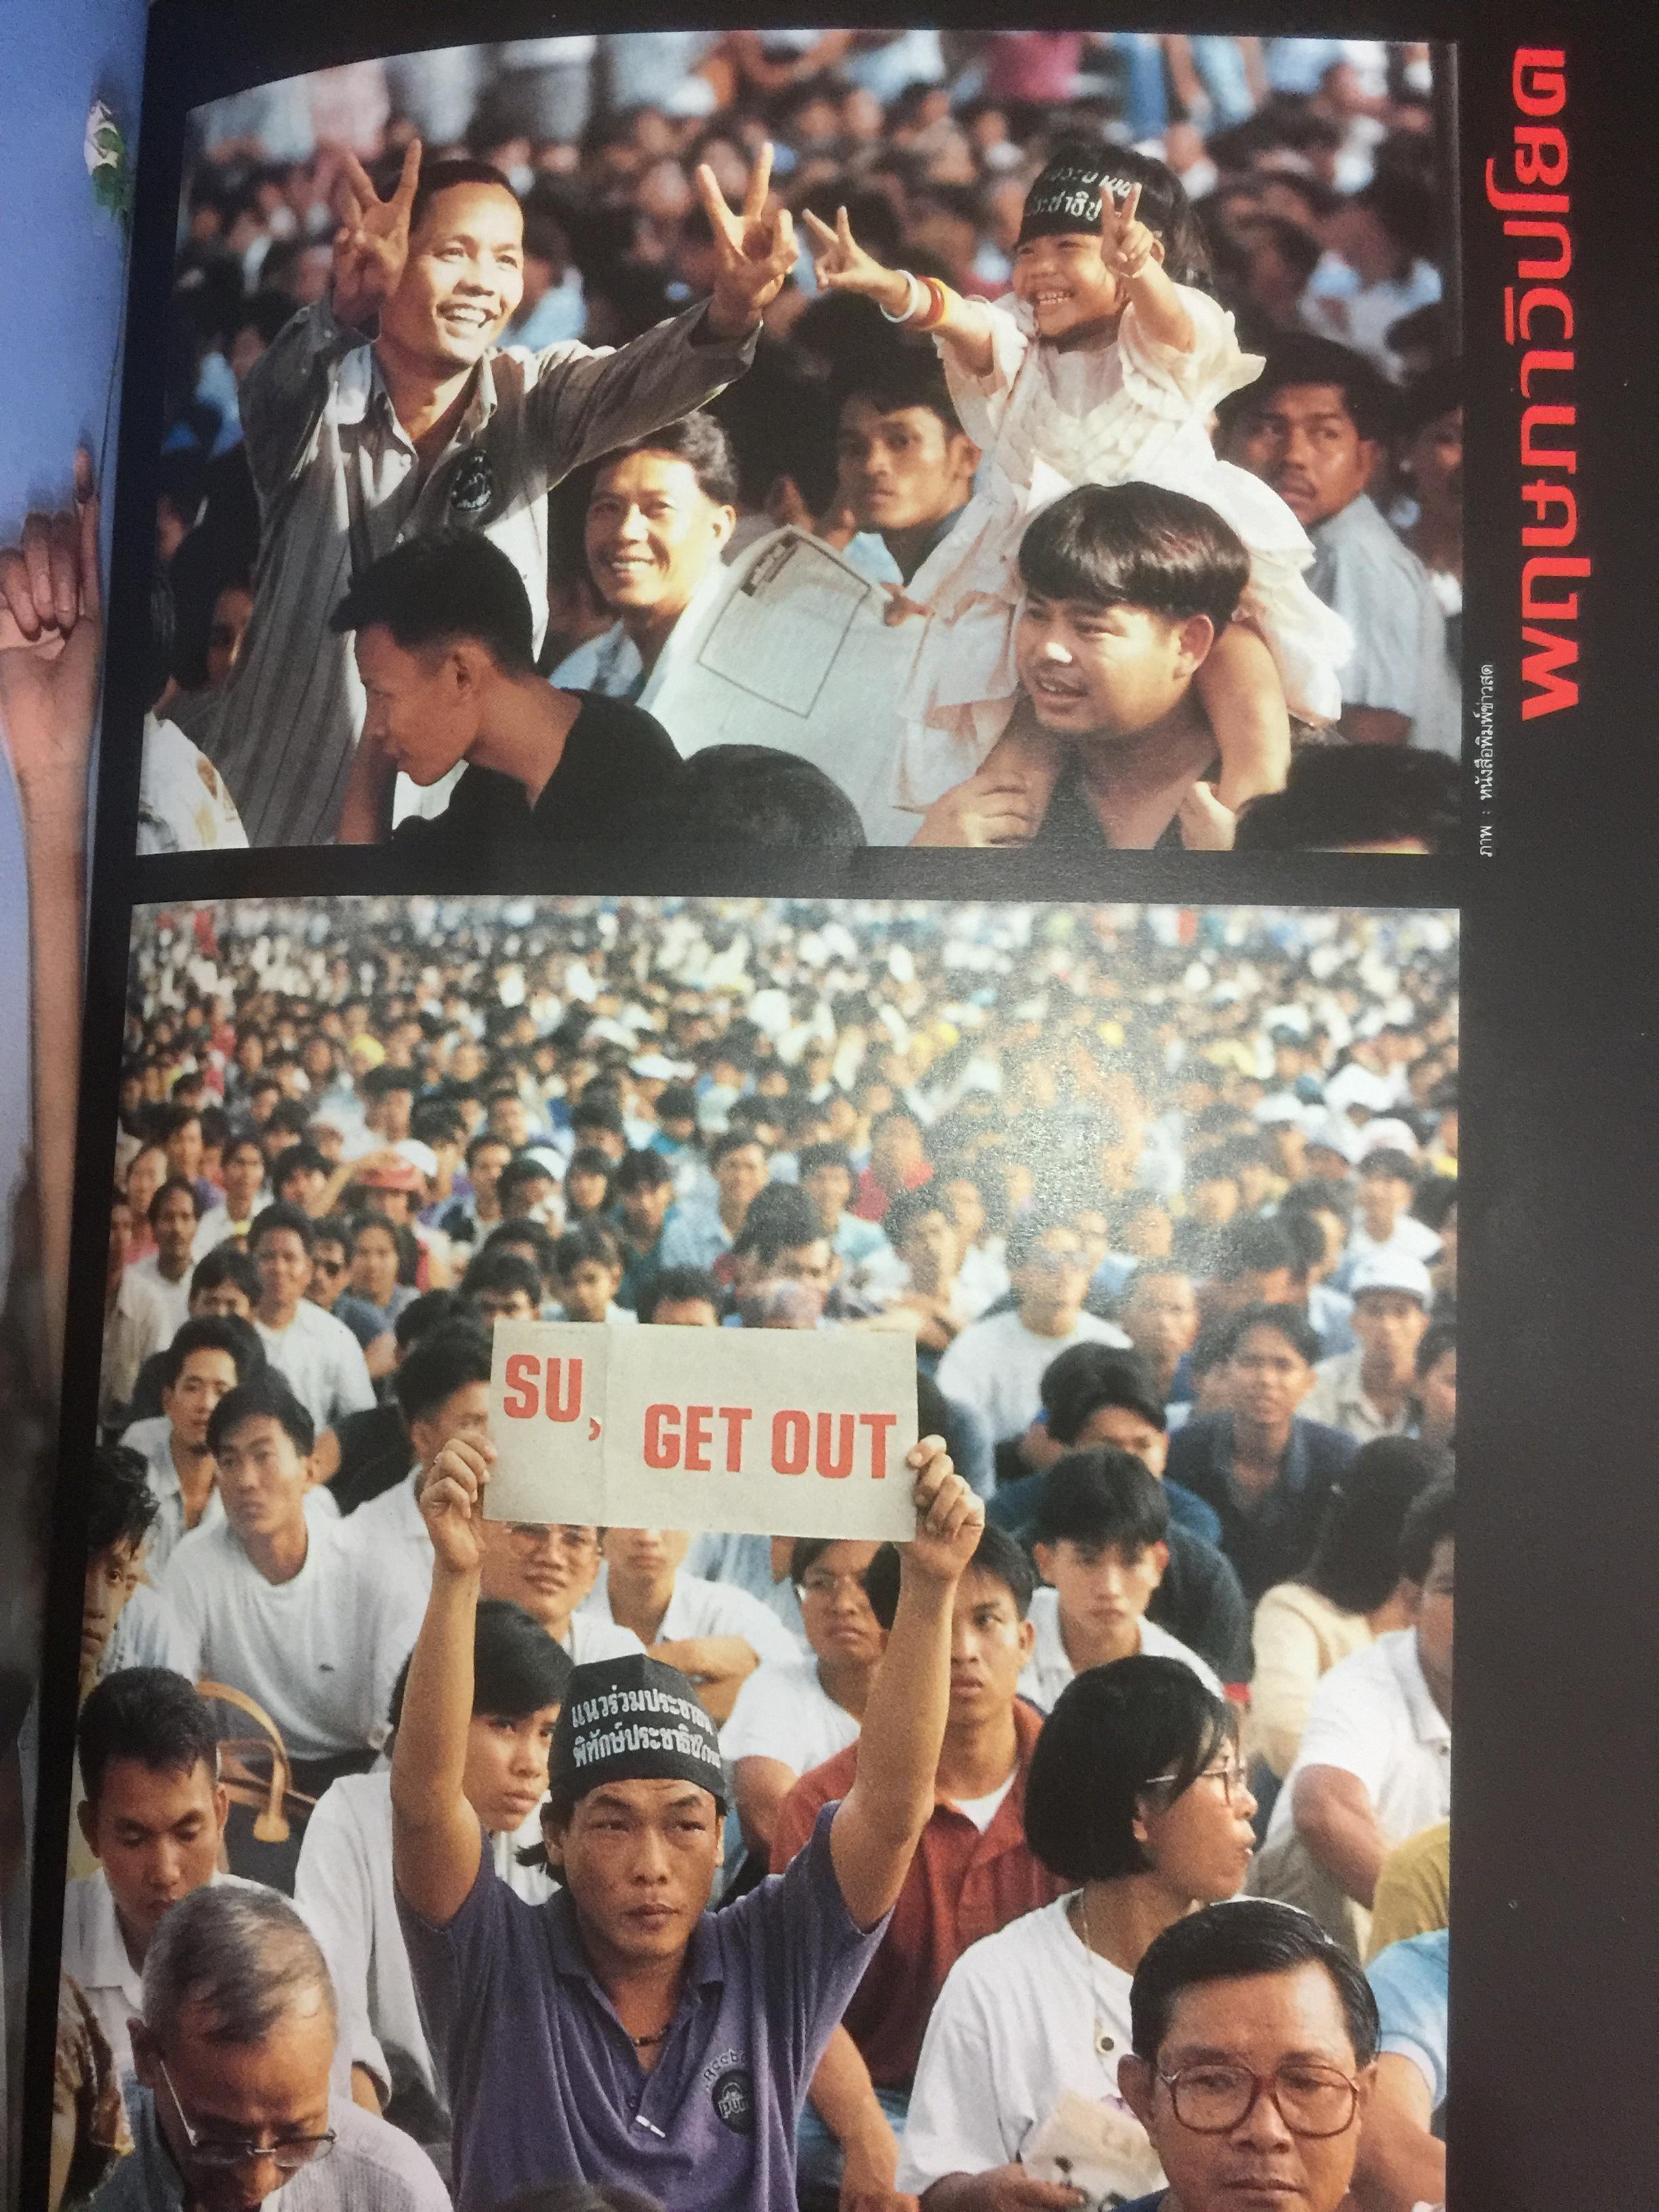 พฤษภาวิปโยค
ภาพ : หนังสือพิมพ์ข่าวสด
SU, GET OUT
แนวร่วมประชาชน
พิทักษ์ประชาธิปไตย